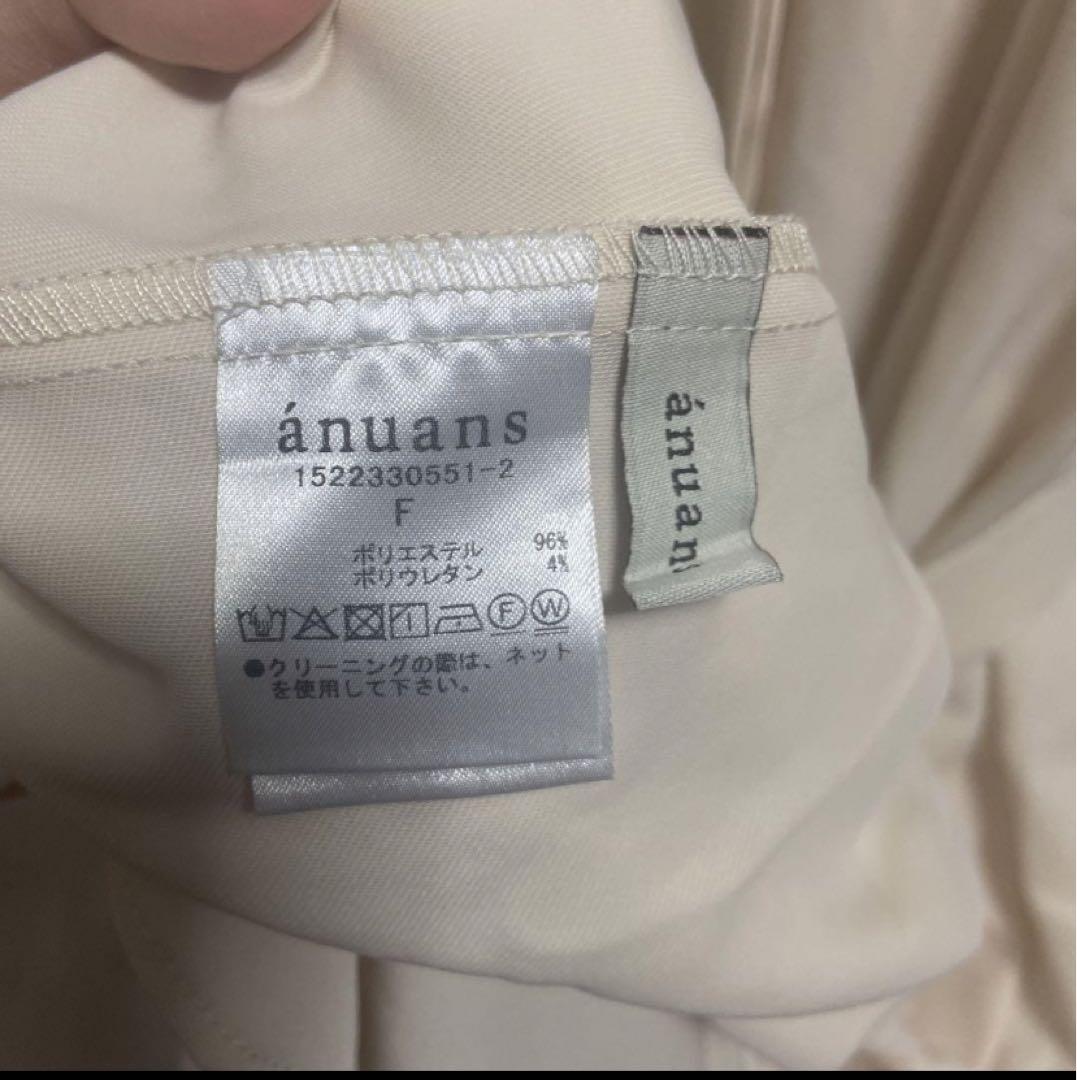 ánuans
1522330551-2
F
ポリエステル 96%
ポリウレタン 4%
F W
●クリーニングの際は、ネット
を使用して下さい。
ánuans